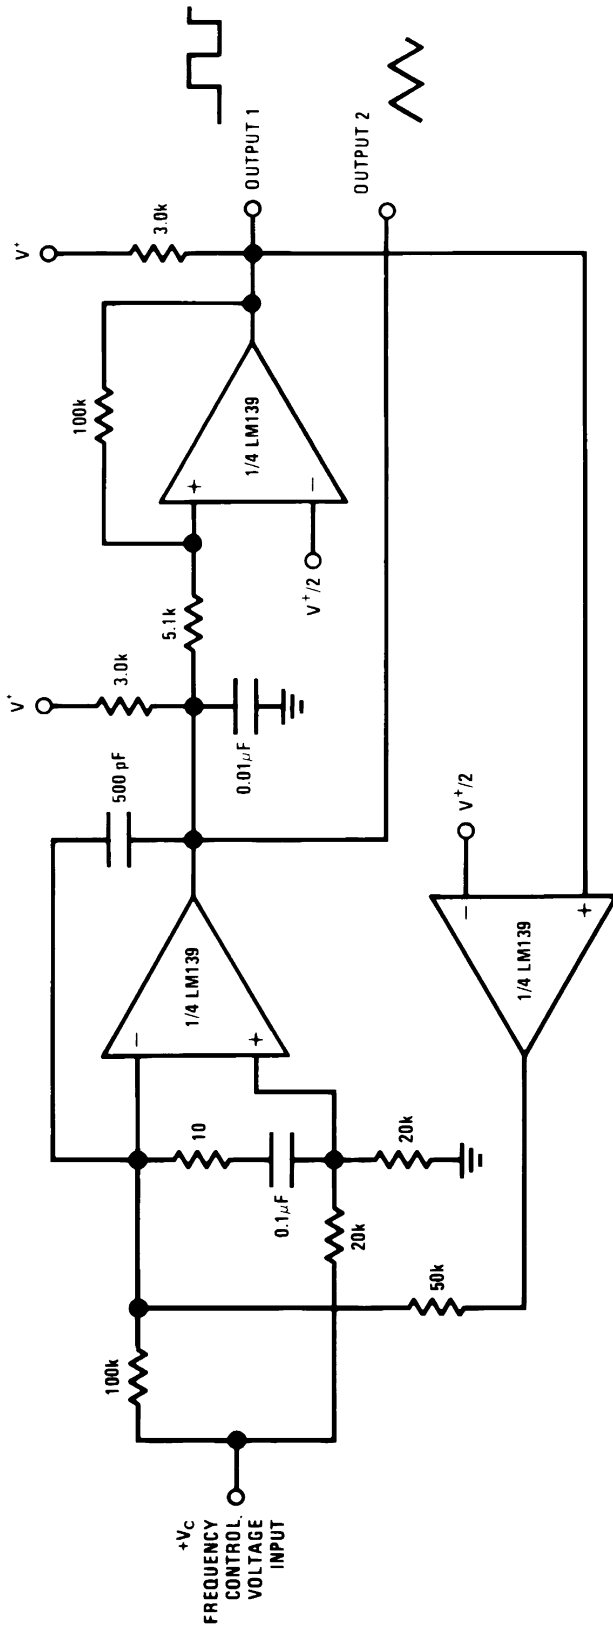 +VC
FREQUENCY
CONTROL.
VOLTAGE
INPUT
100k
20k
50k
10
0.1µF
20k
−
+
1/4 LM139
500 pF
V+
3.0k
0.01µF
5.1k
100k
+
−
1/4 LM139
V+/2
V+
3.0k
OUTPUT 1
OUTPUT 2
V+/2
−
+
1/4 LM139